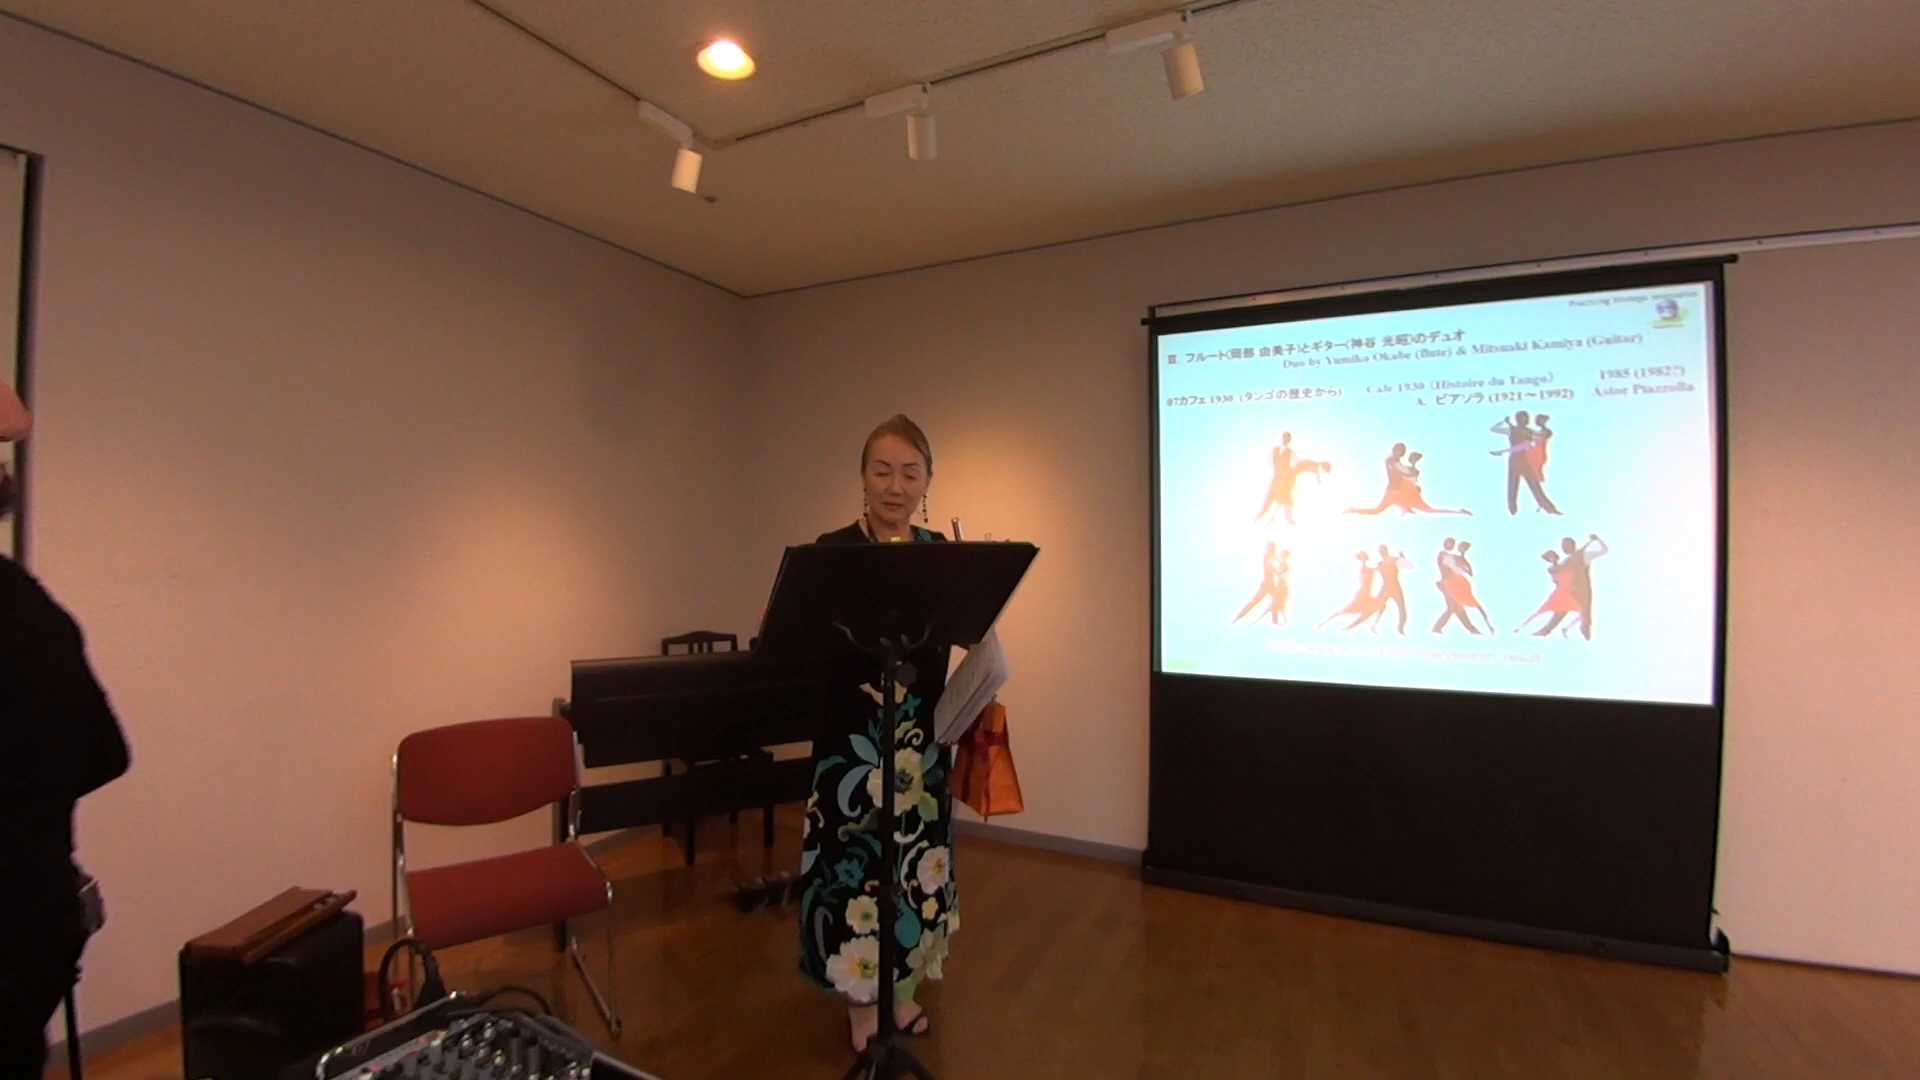 Practicing Strategic
III. フルート(岡部 由美子)とギター(神谷 光昭)のデュオ
Duo by Yumiko Okabe (flute) & Mitsuaki Kamiya (Guitar)
07カフェ 1930 (タンゴの歴史から) Cafe 1930 (Histoire du Tango) 1985 (1982?)
A. ピアソラ (1921〜1992) Astor Piazzolla